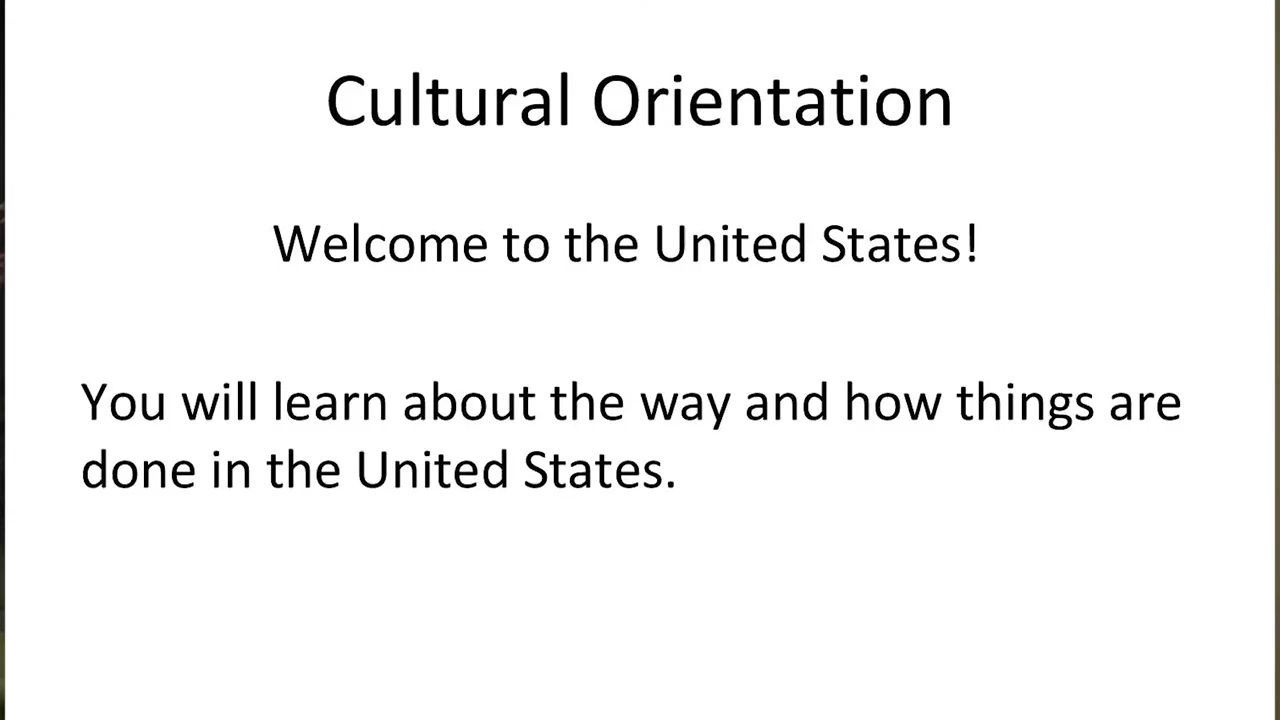 Cultural Orientation
Welcome to the United States!
You will learn about the way and how things are
done in the United States.